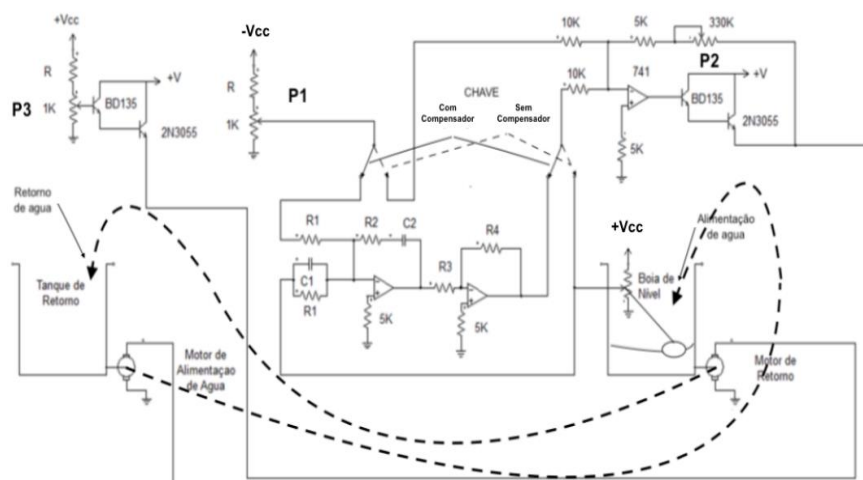 +Vcc
R
P3
1K
BD135
+V
2N3055
-Vcc
R
P1
1K
CHAVE
Com
Compensador
Sem
Compensador
10K
5K
330K
10K
741
P2
BD135
+V
2N3055
5K
Retorno
de agua
Tanque de
Retorno
Motor de
Alimentaçao
de Agua
R1
R2
C2
C1
R1
5K
R3
R4
5K
+Vcc
Alimentação
de agua
Boia de
Nível
Motor de
Retorno